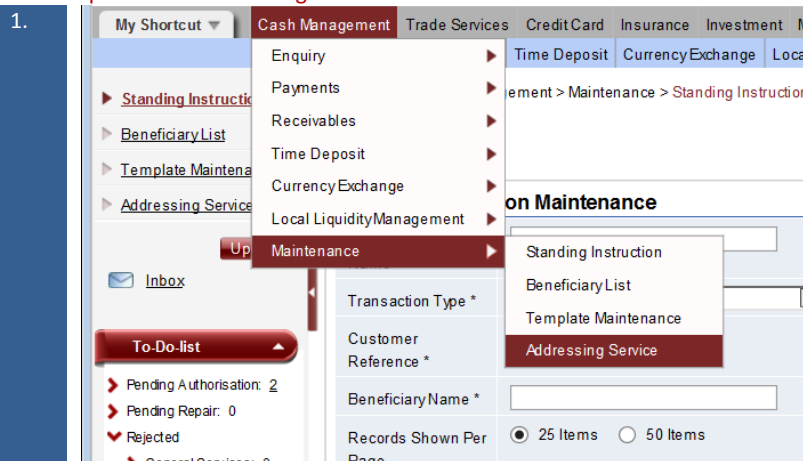 1.
My Shortcut
Cash Management Trade Services Credit Card Insurance Investment
Time Deposit Currency Exchange
Enquiry
Payments
Receivables
Time Deposit
Currency Exchange
Local Liquidity Management
Maintenance
Standing Instruction
Beneficiary List
Template Maintenance
Addressing Service
> Maintenance >
Beneficiary List
Addressing Service
on Maintenance
Up
Inbox
Transaction Type *
Customer
Reference *
Beneficiary Name *
Records Shown Per
25 Items 50 Items
To-Do-list
Pending Authorisation: 2
Pending Repair: 0
Rejected